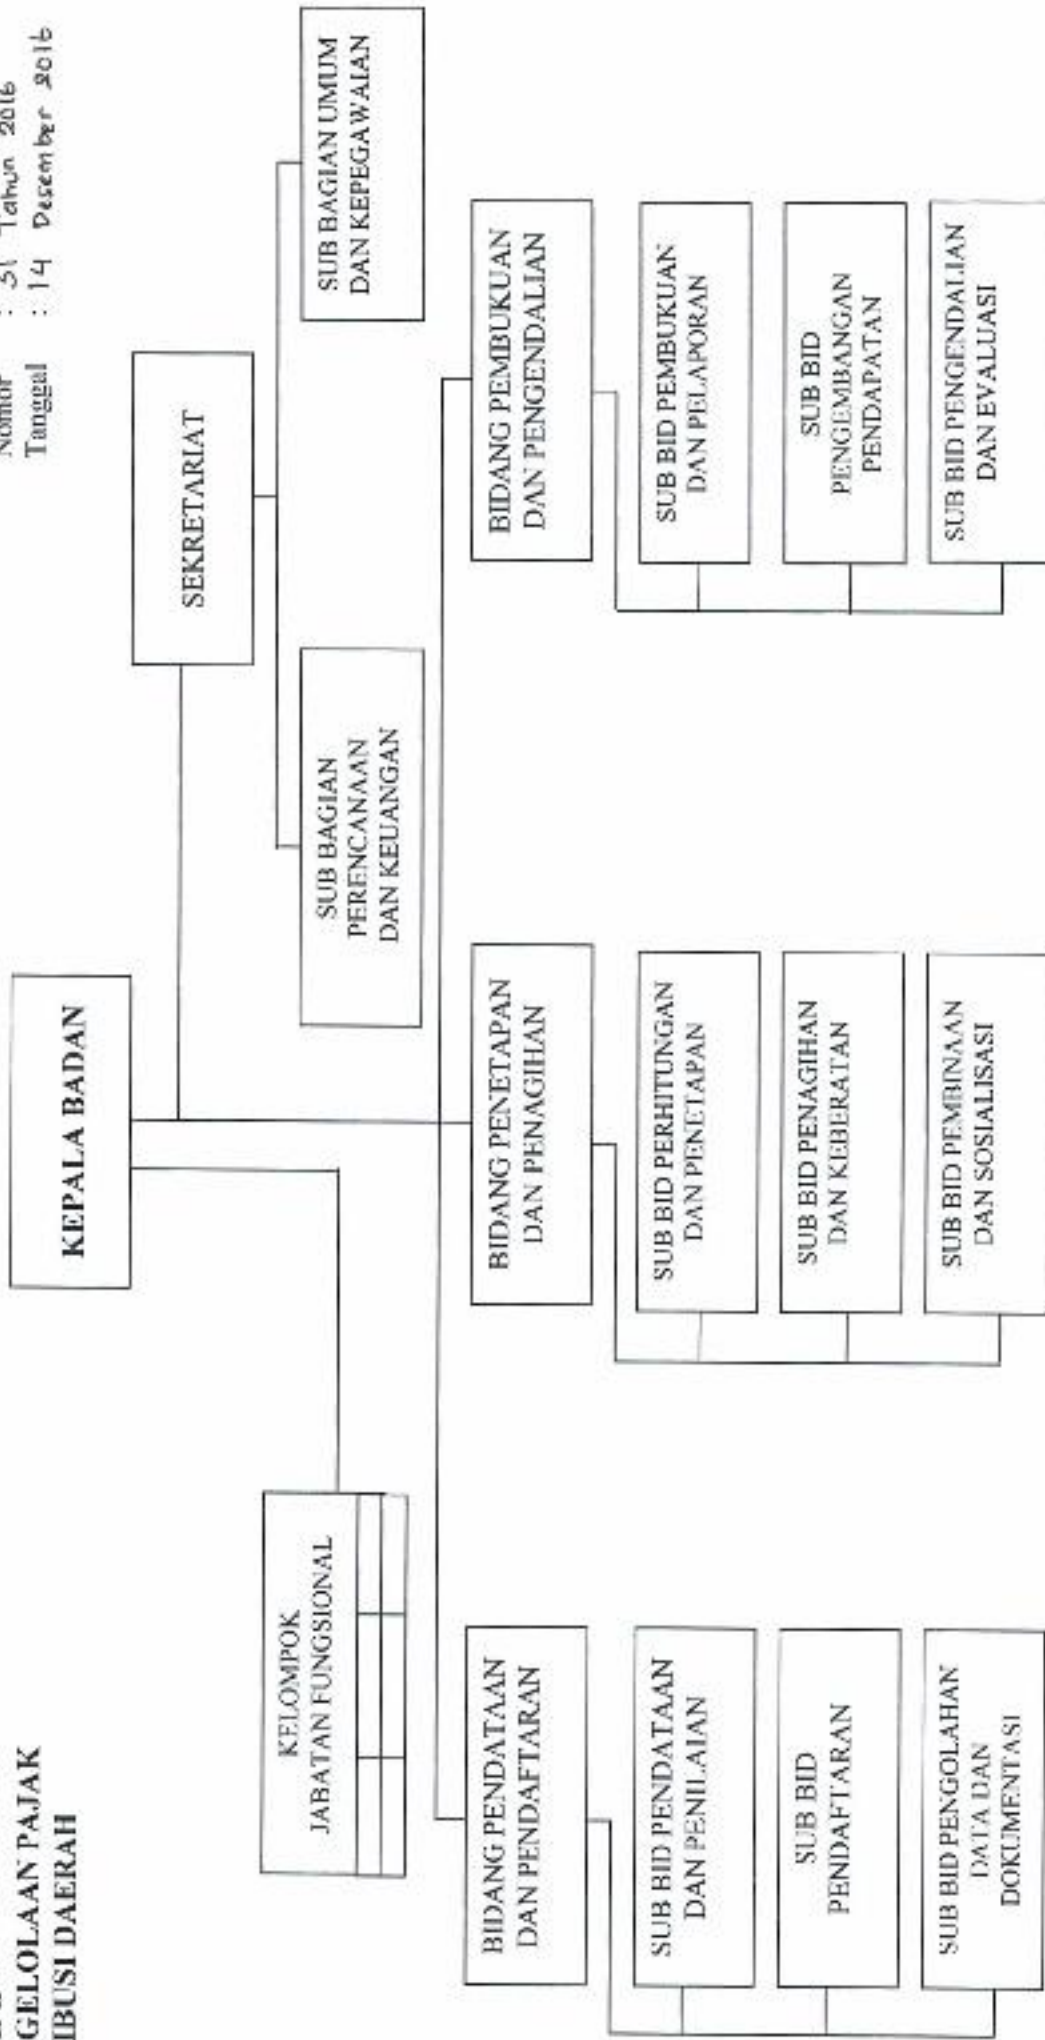 GELOLAAN PAJAK
IBUSI DAERAH
Nomor : 31 Tahun 2016
Tanggal : 14 Desember 2016
KEPALA BADAN
SEKRETARIAT
KELOMPOK
JABATAN FUNGSIONAL
SUB BAGIAN
PERENCANAAN
DAN KEUANGAN
SUB BAGIAN UMUM
DAN KEPEGAWAIAN
BIDANG PENDATAAN
DAN PENDAFTARAN
BIDANG PENETAPAN
DAN PENAGIHAN
BIDANG PEMBUKUAN
DAN PENGENDALIAN
SUB BID PENDATAAN
DAN PENILAIAN
SUB BID PERHITUNGAN
DAN PENETAPAN
SUB BID PEMBUKUAN
DAN PELAPORAN
SUB BID
PENDAFTARAN
SUB BID PENAGIHAN
DAN KEBERATAN
SUB BID
PENGEMBANGAN
PENDAPATAN
SUB BID PENGOLAHAN
DATA DAN
DOKUMENTASI
SUB BID PEMBINAAN
DAN SOSIALISASI
SUB BID PENGENDALIAN
DAN EVALUASI